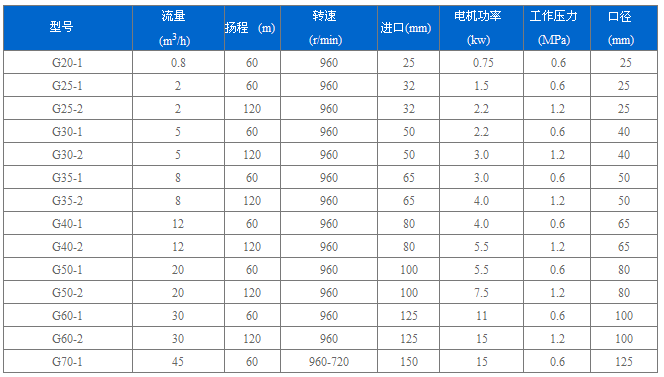 型号 流量 (m³/h) 扬程 (m) 转速 (r/min) 进口(mm) 电机功率 (kw) 工作压力 (MPa) 口径 (mm)
G20-1 0.8 60 960 25 0.75 0.6 25
G25-1 2 60 960 32 1.5 0.6 25
G25-2 2 120 960 32 2.2 1.2 25
G30-1 5 60 960 50 2.2 0.6 40
G30-2 5 120 960 50 3.0 1.2 40
G35-1 8 60 960 65 3.0 0.6 50
G35-2 8 120 960 65 4.0 1.2 50
G40-1 12 60 960 80 4.0 0.6 65
G40-2 12 120 960 80 5.5 1.2 65
G50-1 20 60 960 100 5.5 0.6 80
G50-2 20 120 960 100 7.5 1.2 80
G60-1 30 60 960 125 11 0.6 100
G60-2 30 120 960 125 15 1.2 100
G70-1 45 60 960-720 150 15 0.6 125